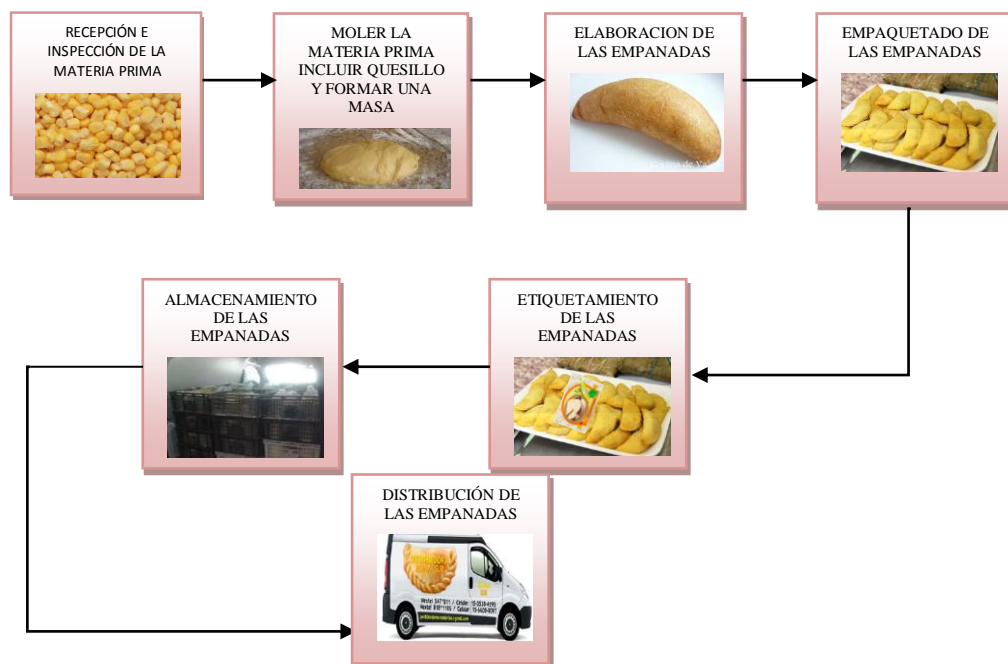 RECEPCIÓN E
INSPECCIÓN DE LA
MATERIA PRIMA
MOLER LA
MATERIA PRIMA
INCLUIR QUESILLO
Y FORMAR UNA
MASA
ELABORACION DE
LAS EMPANADAS
EMPAQUETADO DE
LAS EMPANADAS
ETIQUETAMIENTO
DE LAS
EMPANADAS
ALMACENAMIENTO
DE LAS
EMPANADAS
DISTRIBUCIÓN DE
LAS EMPANADAS